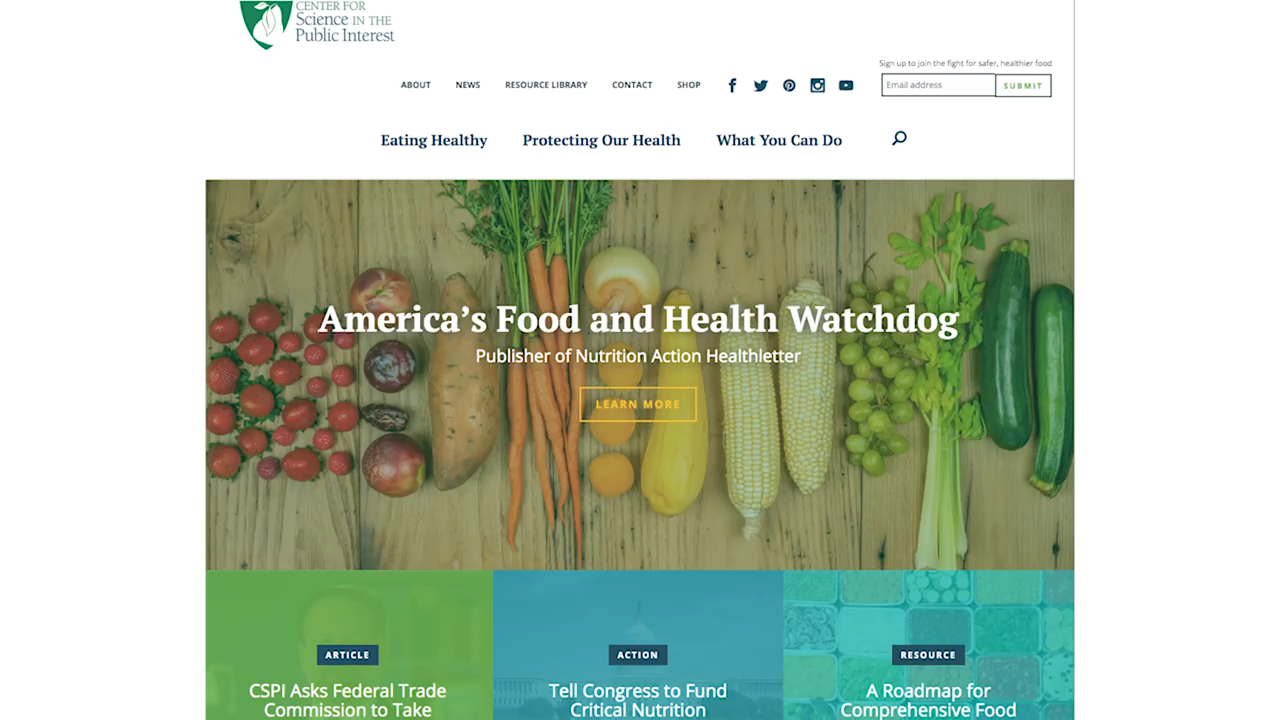 CENTER FOR
Science IN THE
Public Interest
Sign up to join the fight for safer, healthier food
ABOUT NEWS RESOURCE LIBRARY CONTACT SHOP
Email address SUBMIT
Eating Healthy Protecting Our Health What You Can Do
America's Food and Health Watchdog
Publisher of Nutrition Action Healthletter
LEARN MORE
ARTICLE
CSPI Asks Federal Trade
Commission to Take
ACTION
Tell Congress to Fund
Critical Nutrition
RESOURCE
A Roadmap for
Comprehensive Food